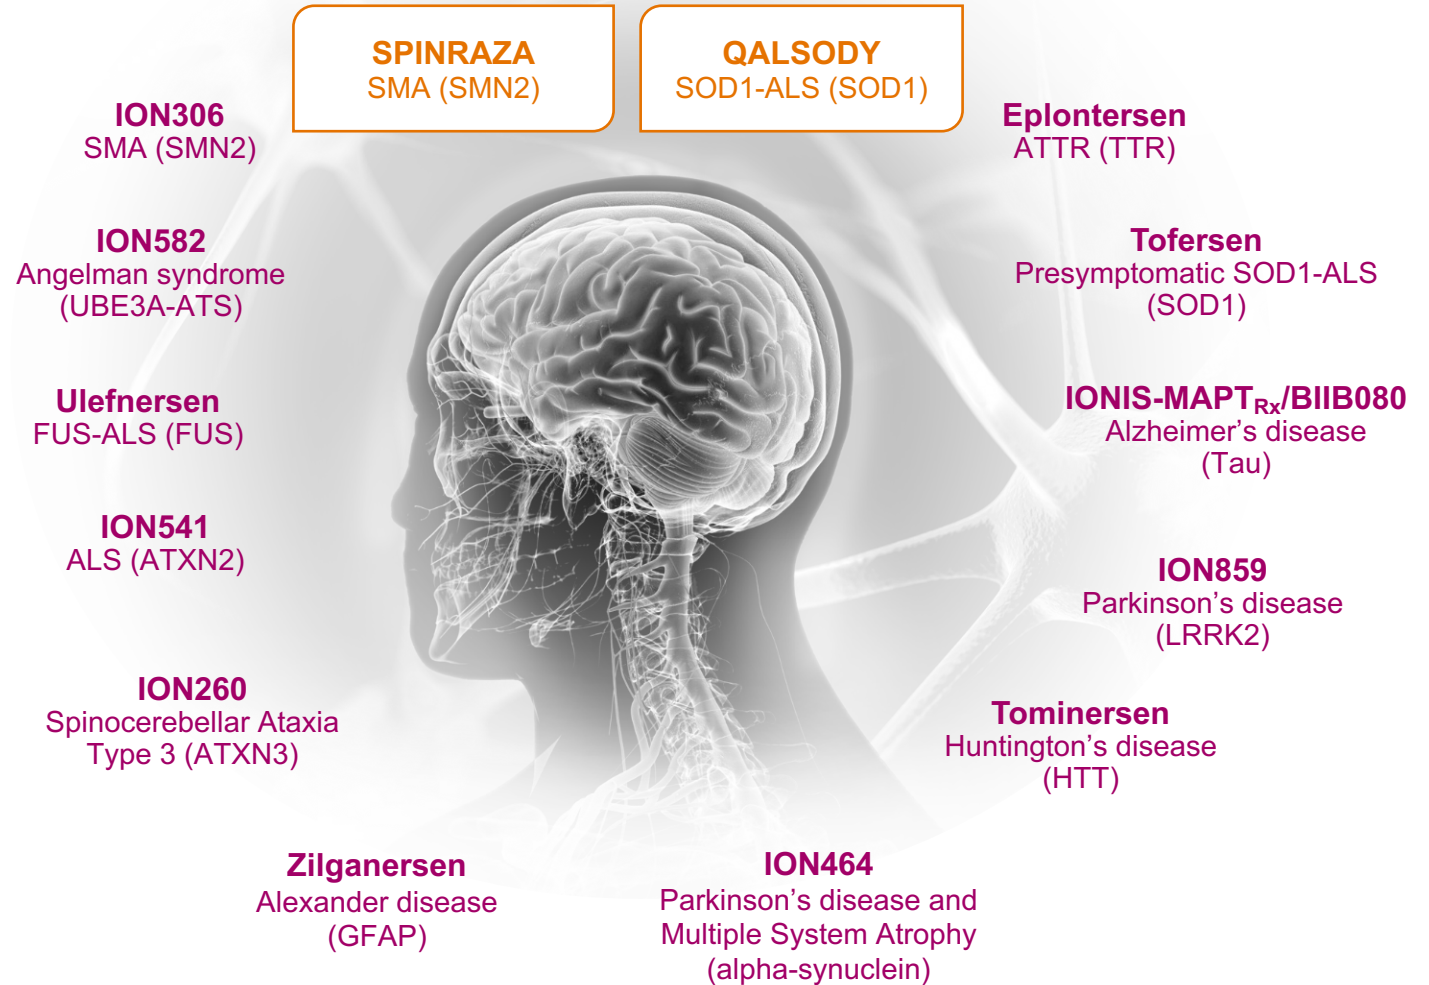 SPINRAZA
SMA (SMN2)
QALSODY
SOD1-ALS (SOD1)
ION306
SMA (SMN2)
ION582
Angelman syndrome
(UBE3A-ATS)
Ulefnersen
FUS-ALS (FUS)
ION541
ALS (ATXN2)
ION260
Spinocerebellar Ataxia
Type 3 (ATXN3)
Zilganersen
Alexander disease
(GFAP)
ION464
Parkinson’s disease and
Multiple System Atrophy
(alpha-synuclein)
Eplontersen
ATTR (TTR)
Tofersen
Presymptomatic SOD1-ALS
(SOD1)
IONIS-MAPTRx/BIIB080
Alzheimer’s disease
(Tau)
ION859
Parkinson’s disease
(LRRK2)
Tominersen
Huntington’s disease
(HTT)